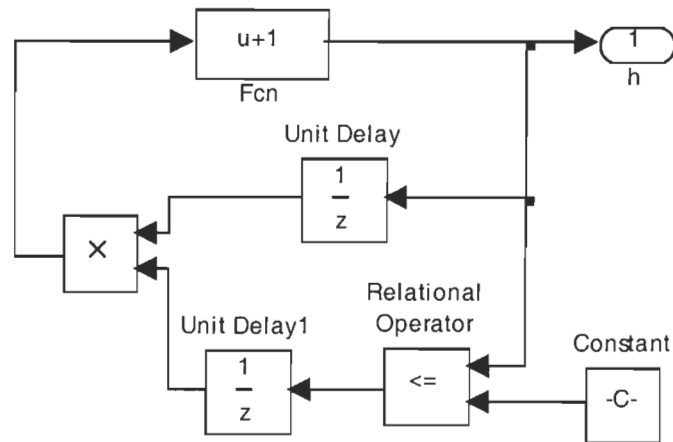 u+1
1
Fcn
h
Unit Delay
1
z
×
Relational
Operator
Unit Delay1
Constant
1
z
<=
-C-